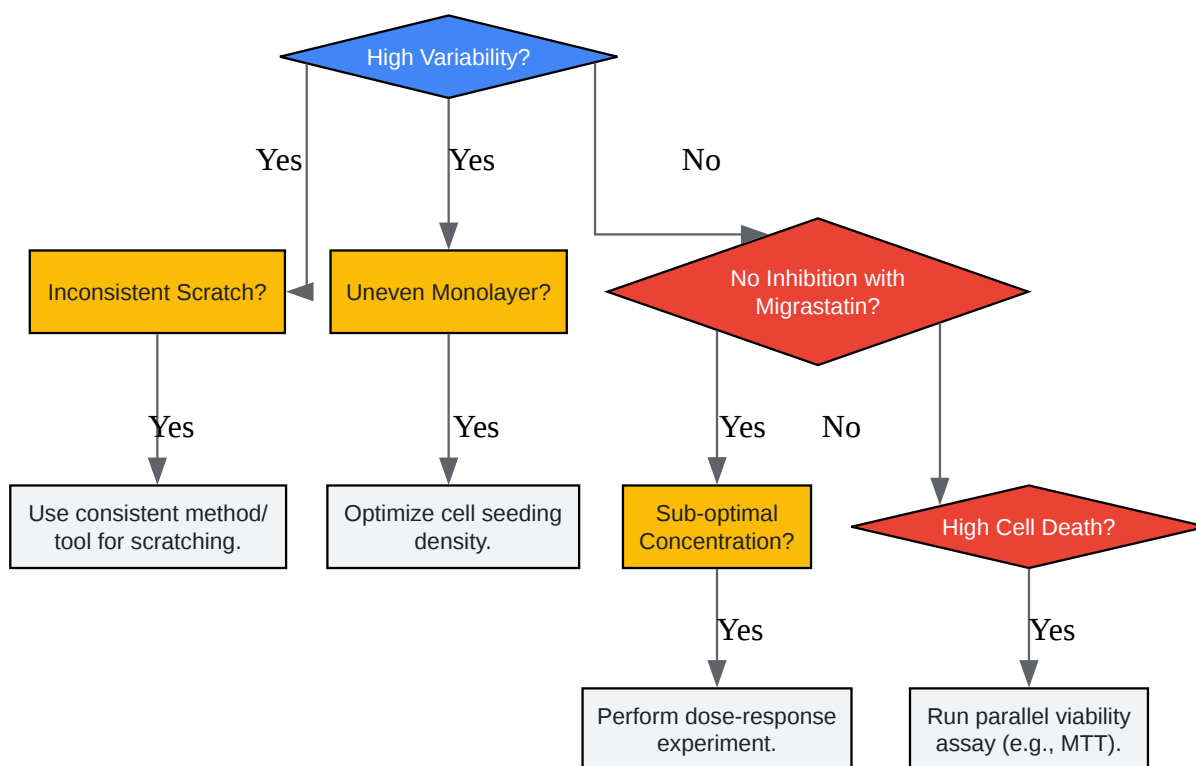 High Variability?
Yes
Yes
No
Inconsistent Scratch?
Uneven Monolayer?
No Inhibition with
Migrastatin?
Yes
Yes
Yes
No
Use consistent method/
tool for scratching.
Optimize cell seeding
density.
Sub-optimal
Concentration?
High Cell Death?
Yes
Yes
Perform dose-response
experiment.
Run parallel viability
assay (e.g., MTT).